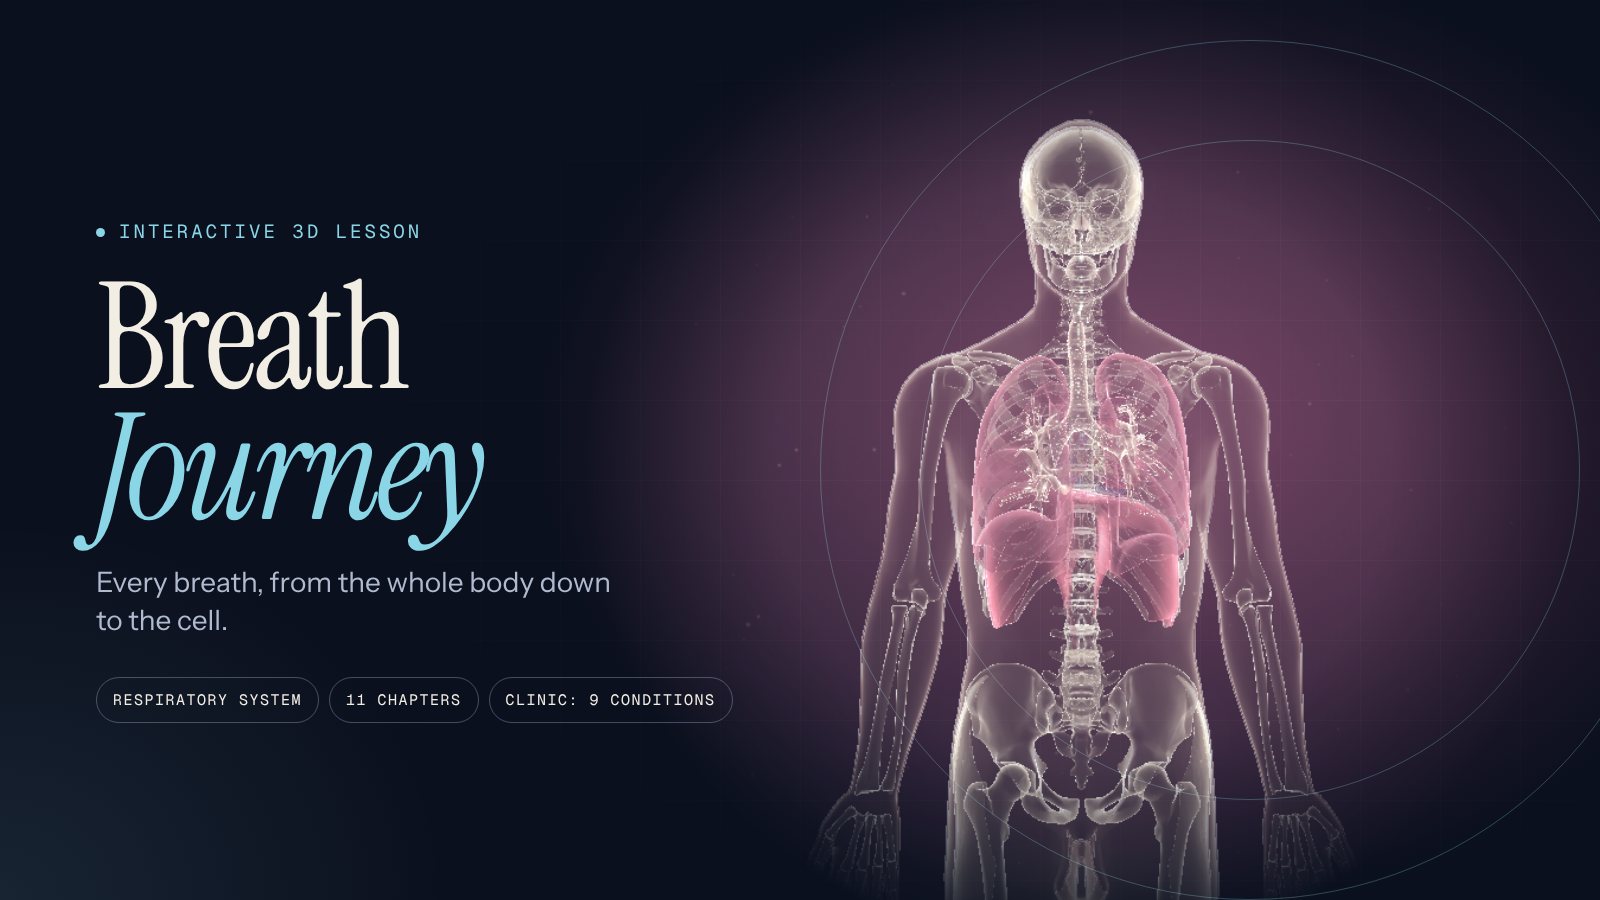 INTERACTIVE 3D LESSON
Breath
Journey
Every breath, from the whole body down
to the cell.
RESPIRATORY SYSTEM
11 CHAPTERS
CLINIC: 9 CONDITIONS